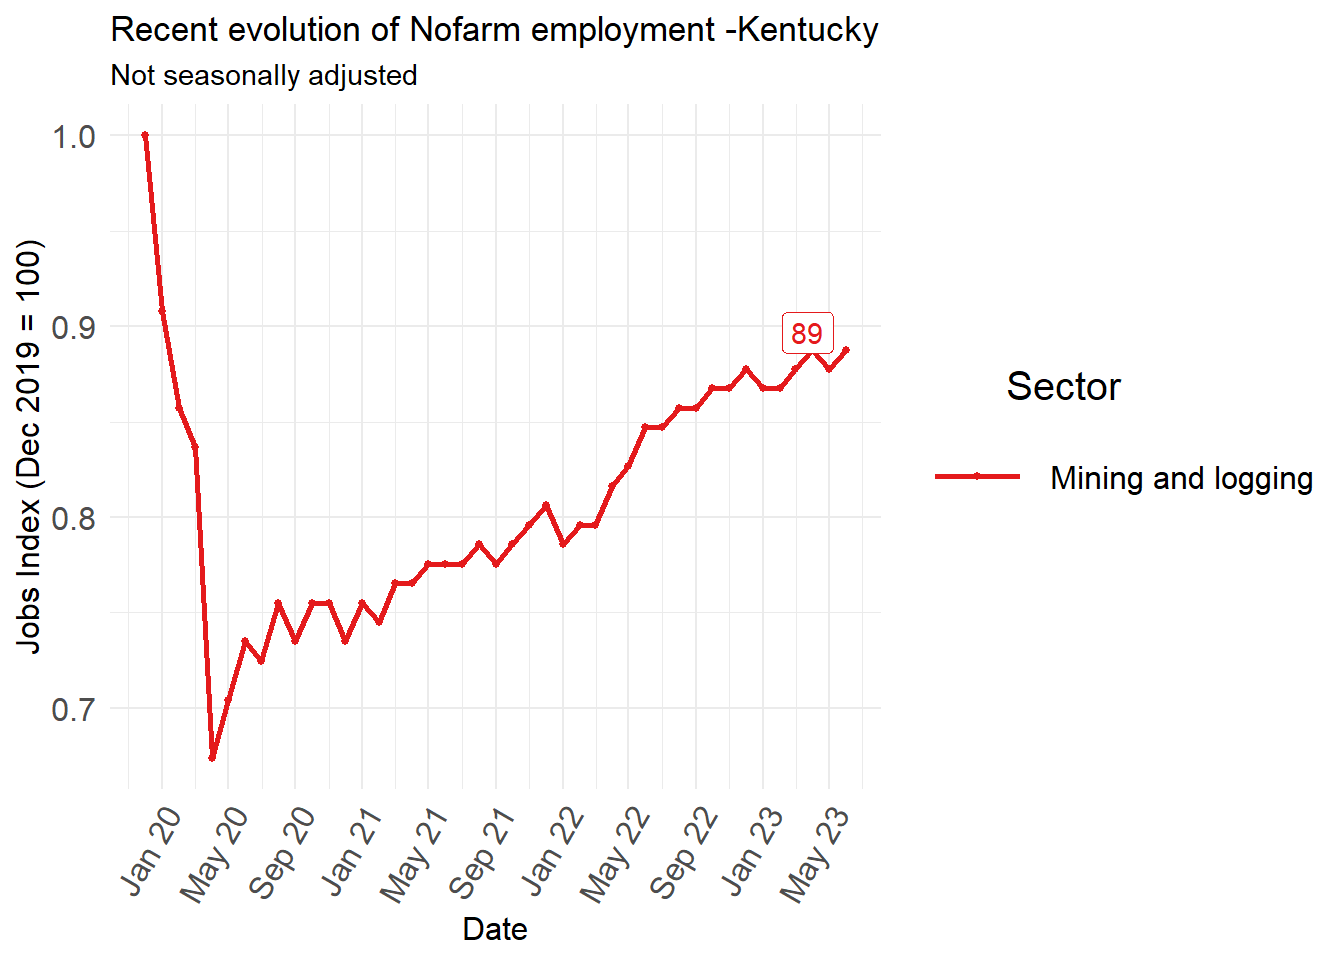 Recent evolution of Nofarm employment -Kentucky
Not seasonally adjusted
Jobs Index (Dec 2019 = 100)
1.0
0.9
0.8
0.7
89
Jan 20
May 20
Sep 20
Jan 21
May 21
Sep 21
Jan 22
May 22
Sep 22
Jan 23
May 23
Date
Sector
Mining and logging